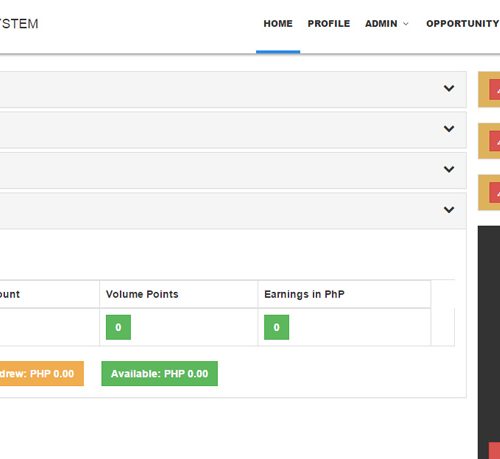 YSTEM
HOME PROFILE ADMIN OPPORTUNITY
ount Volume Points Earnings in PhP
0 0
drew: PHP 0.00 Available: PHP 0.00